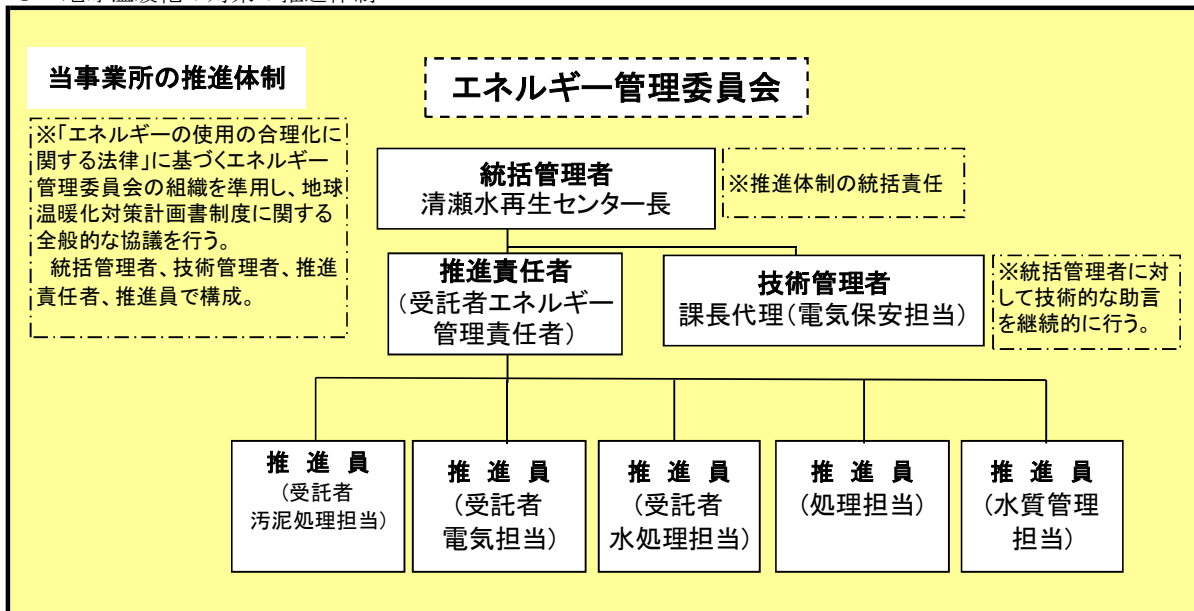 当事業所の推進体制
エネルギー管理委員会
※「エネルギーの使用の合理化に
関する法律」に基づくエネルギー
管理委員会の組織を準用し、地球
温暖化対策計画書制度に関する
全般的な協議を行う。
統括管理者、技術管理者、推進
責任者、推進員で構成。
統括管理者
清瀬水再生センター長
※推進体制の統括責任
推進責任者
(受託者エネルギー
管理責任者)
技術管理者
課長代理(電気保安担当)
※統括管理者に対
して技術的な助言
を継続的に行う。
推 進 員
(受託者
汚泥処理担当)
推 進 員
(受託者
電気担当)
推 進 員
(受託者
水処理担当)
推 進 員
(処理担当)
推 進 員
(水質管理
担当)